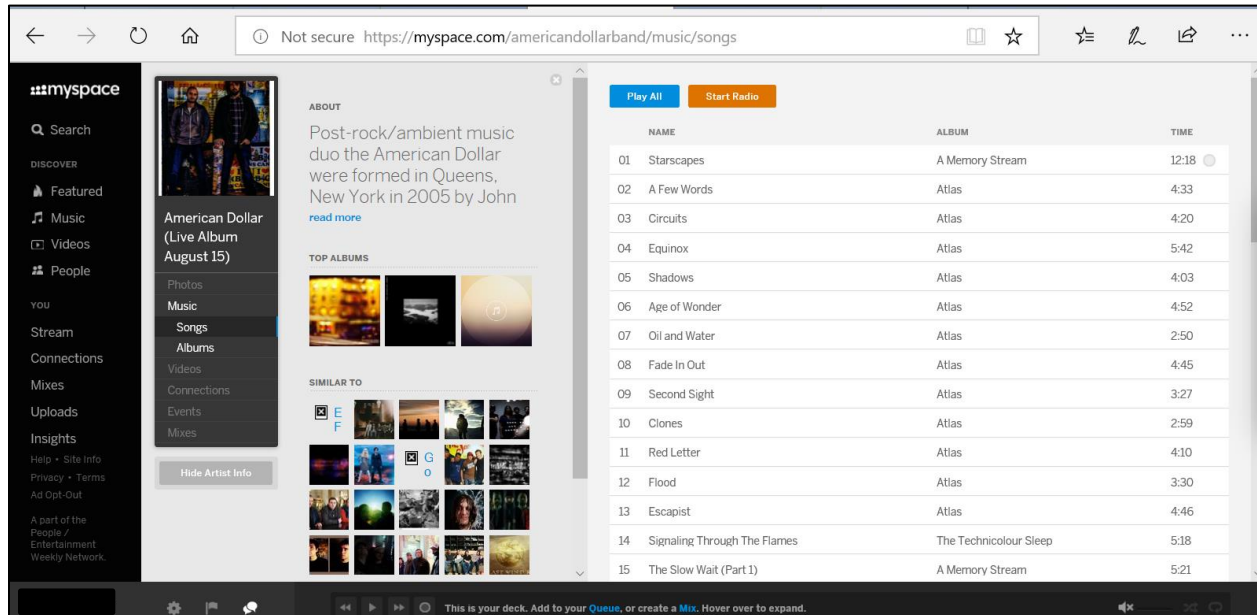 Not secure https://myspace.com/americandollarband/music/songs
myspace
Search
DISCOVER
Featured
Music
Videos
People
YOU
Stream
Connections
Mixes
Uploads
Insights
Help • Site Info
Privacy • Terms
Ad Opt-Out
A part of the
People /
Entertainment
Weekly Network.
American Dollar
(Live Album
August 15)
Photos
Music
Songs
Albums
Videos
Connections
Events
Mixes
Hide Artist Info
ABOUT
Post-rock/ambient music
duo the American Dollar
were formed in Queens,
New York in 2005 by John
read more
TOP ALBUMS
SIMILAR TO
E
F
G
o
Play All Start Radio
NAME ALBUM TIME
01 Starscapes A Memory Stream 12:18
02 A Few Words Atlas 4:33
03 Circuits Atlas 4:20
04 Equinox Atlas 5:42
05 Shadows Atlas 4:03
06 Age of Wonder Atlas 4:52
07 Oil and Water Atlas 2:50
08 Fade In Out Atlas 4:45
09 Second Sight Atlas 3:27
10 Clones Atlas 2:59
11 Red Letter Atlas 4:10
12 Flood Atlas 3:30
13 Escapist Atlas 4:46
14 Signaling Through The Flames The Technicolour Sleep 5:18
15 The Slow Wait (Part 1) A Memory Stream 5:21
This is your deck. Add to your Queue, or create a Mix. Hover over to expand.